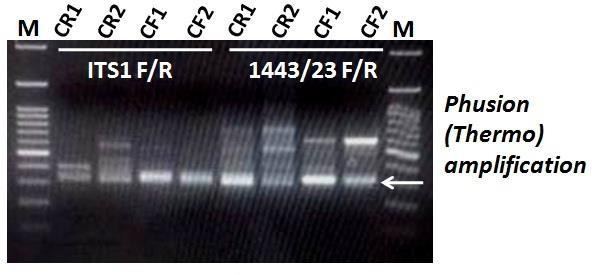 CR1 CR2 CF1 CF2 CR1 CR2 CF1 CF2
M M
ITS1 F/R 1443/23 F/R
Phusion
(Thermo)
amplification